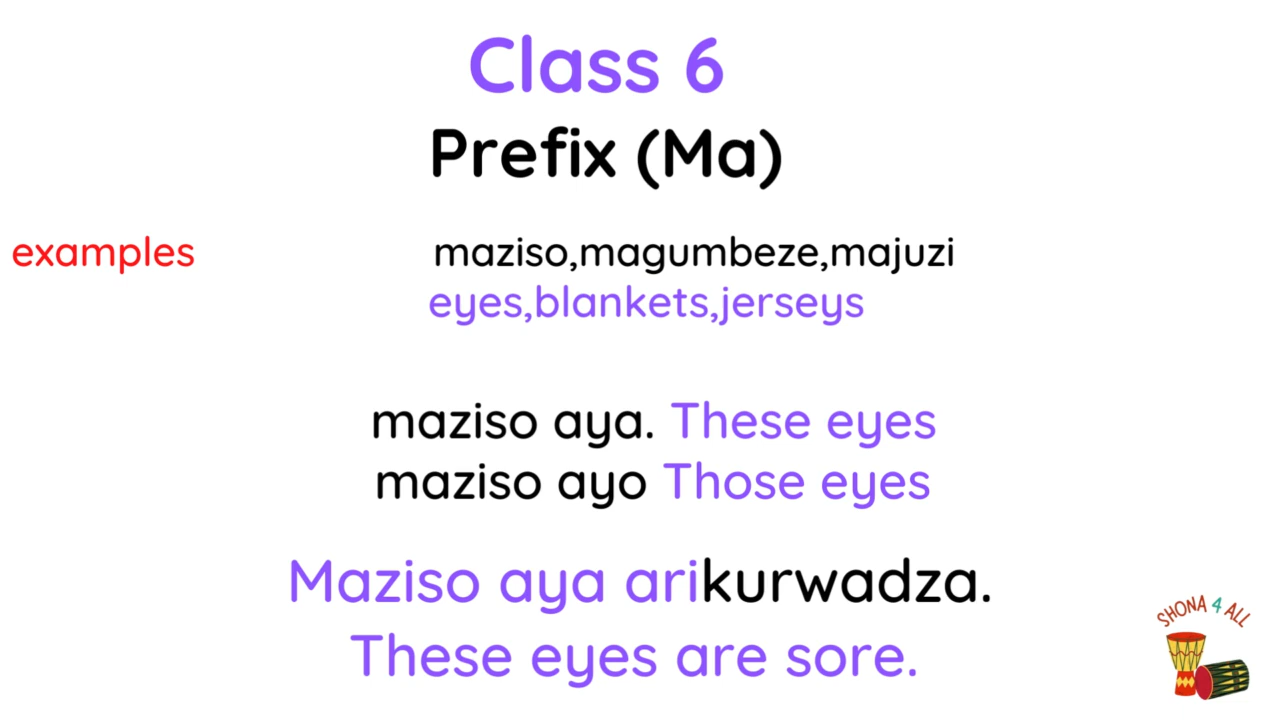 Class 6
Prefix (Ma)
examples maziso,magumbeze,majuzi
eyes,blankets,jerseys
maziso aya. These eyes
maziso ayo Those eyes
Maziso aya arikurwadza.
These eyes are sore.
SHONA 4 ALL